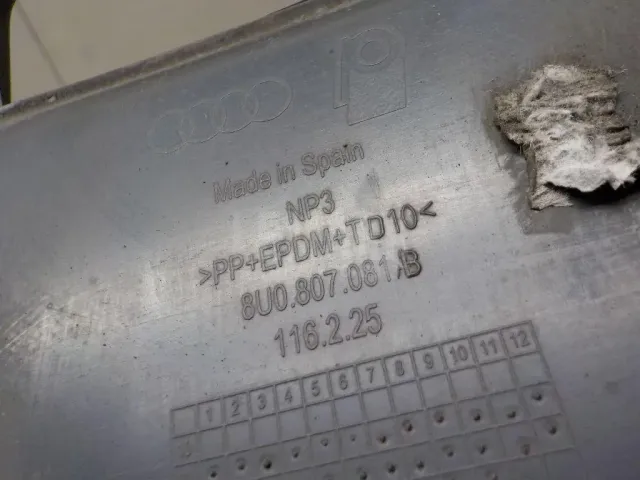 Made in Spain
NP3
>PP+EPDM+TD10<
8U0.807.081/B
116.2.25
1 2 3 4 5 6 7 8 9 10 11 12